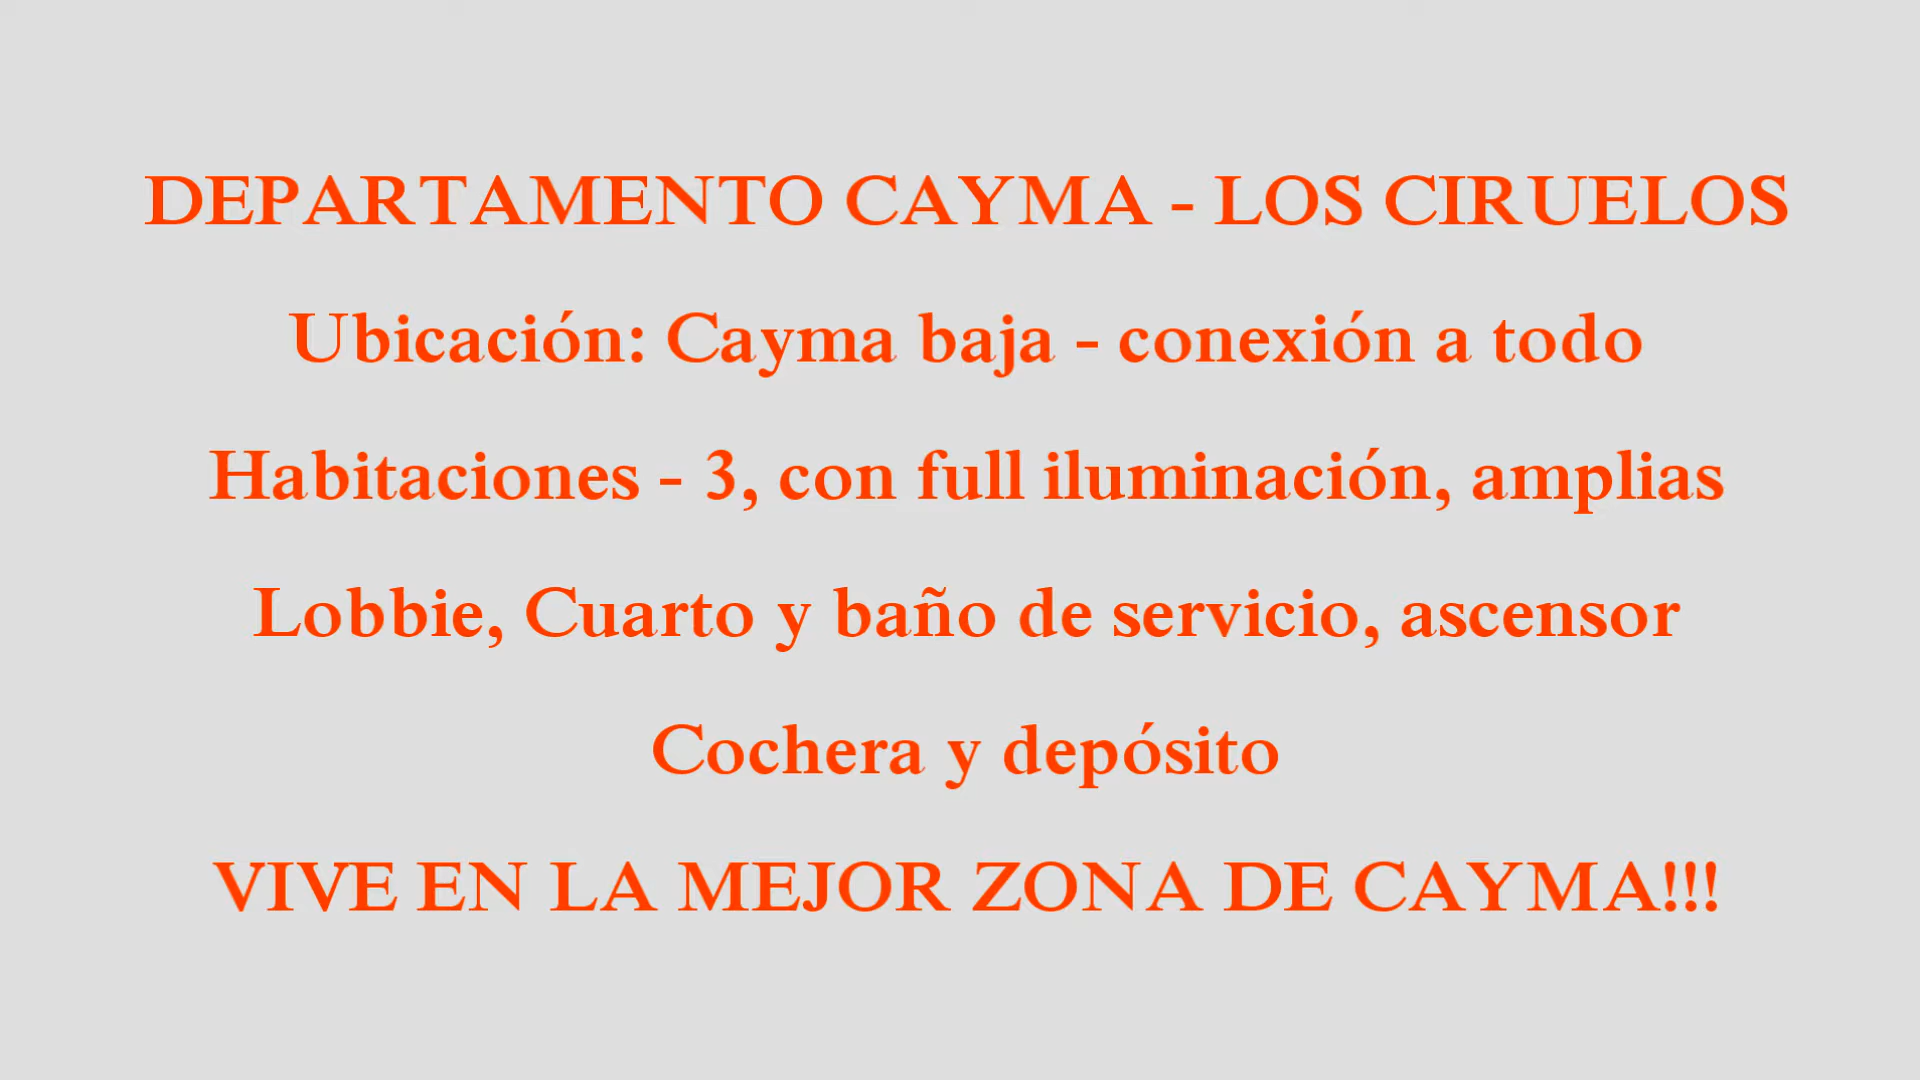 DEPARTAMENTO CAYMA - LOS CIRUELOS
Ubicación: Cayma baja - conexión a todo
Habitaciones - 3, con full iluminación, amplias
Lobbie, Cuarto y baño de servicio, ascensor
Cochera y depósito
VIVE EN LA MEJOR ZONA DE CAYMA!!!